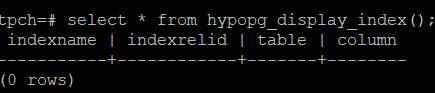 tpch=# select * from hypopg_display_index();
 indexname | indexrelid | table | column
-----------+------------+-------+--------
(0 rows)